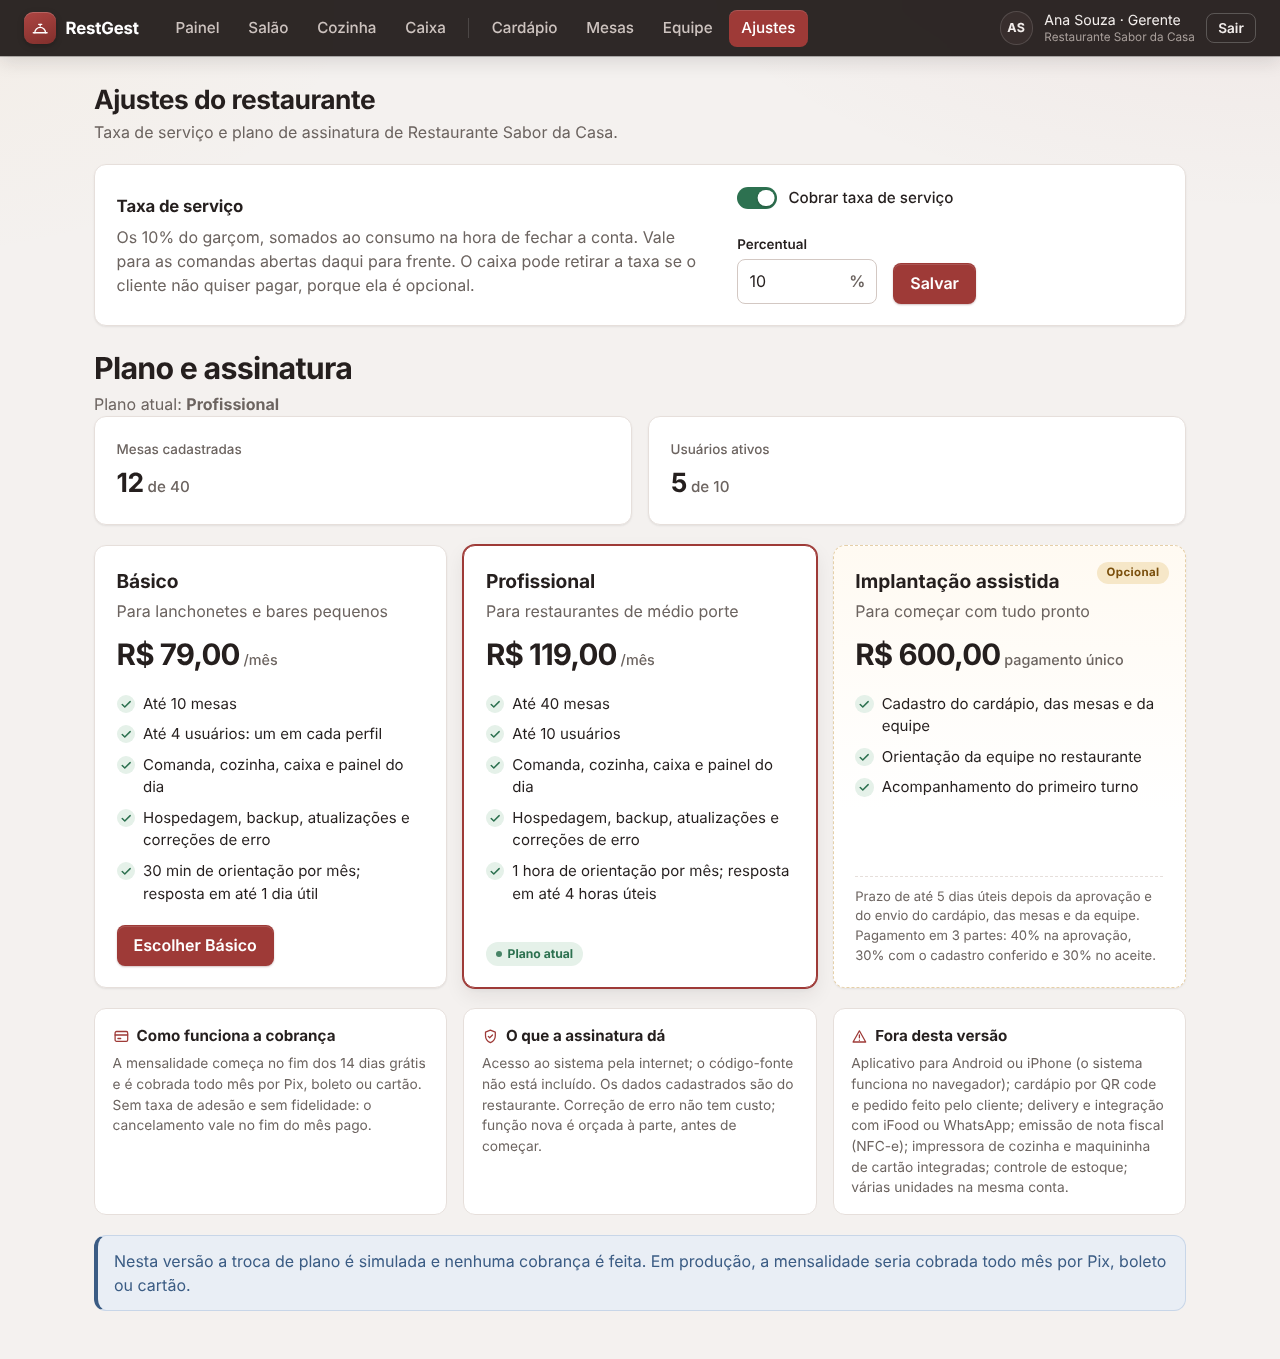 RestGest
Painel
Salão
Cozinha
Caixa
Cardápio
Mesas
Equipe
Ajustes
AS
Ana Souza · Gerente
Restaurante Sabor da Casa
Sair
Ajustes do restaurante
Taxa de serviço e plano de assinatura de Restaurante Sabor da Casa.
Taxa de serviço
Os 10% do garçom, somados ao consumo na hora de fechar a conta. Vale
para as comandas abertas daqui para frente. O caixa pode retirar a taxa se o
cliente não quiser pagar, porque ela é opcional.
Cobrar taxa de serviço
Percentual
10 %
Salvar
Plano e assinatura
Plano atual: Profissional
Mesas cadastradas
12 de 40
Usuários ativos
5 de 10
Básico
Para lanchonetes e bares pequenos
R$ 79,00 /mês
Até 10 mesas
Até 4 usuários: um em cada perfil
Comanda, cozinha, caixa e painel do
dia
Hospedagem, backup, atualizações e
correções de erro
30 min de orientação por mês;
resposta em até 1 dia útil
Escolher Básico
Profissional
Para restaurantes de médio porte
R$ 119,00 /mês
Até 40 mesas
Até 10 usuários
Comanda, cozinha, caixa e painel do
dia
Hospedagem, backup, atualizações e
correções de erro
1 hora de orientação por mês; resposta
em até 4 horas úteis
Plano atual
Opcional
Implantação assistida
Para começar com tudo pronto
R$ 600,00 pagamento único
Cadastro do cardápio, das mesas e da
equipe
Orientação da equipe no restaurante
Acompanhamento do primeiro turno
Prazo de até 5 dias úteis depois da aprovação e
do envio do cardápio, das mesas e da equipe.
Pagamento em 3 partes: 40% na aprovação,
30% com o cadastro conferido e 30% no aceite.
Como funciona a cobrança
A mensalidade começa no fim dos 14 dias grátis
e é cobrada todo mês por Pix, boleto ou cartão.
Sem taxa de adesão e sem fidelidade: o
cancelamento vale no fim do mês pago.
O que a assinatura dá
Acesso ao sistema pela internet; o código-fonte
não está incluído. Os dados cadastrados são do
restaurante. Correção de erro não tem custo;
função nova é orçada à parte, antes de
começar.
Fora desta versão
Aplicativo para Android ou iPhone (o sistema
funciona no navegador); cardápio por QR code
e pedido feito pelo cliente; delivery e integração
com iFood ou WhatsApp; emissão de nota fiscal
(NFC-e); impressora de cozinha e maquininha
de cartão integradas; controle de estoque;
várias unidades na mesma conta.
Nesta versão a troca de plano é simulada e nenhuma cobrança é feita. Em produção, a mensalidade seria cobrada todo mês por Pix, boleto
ou cartão.